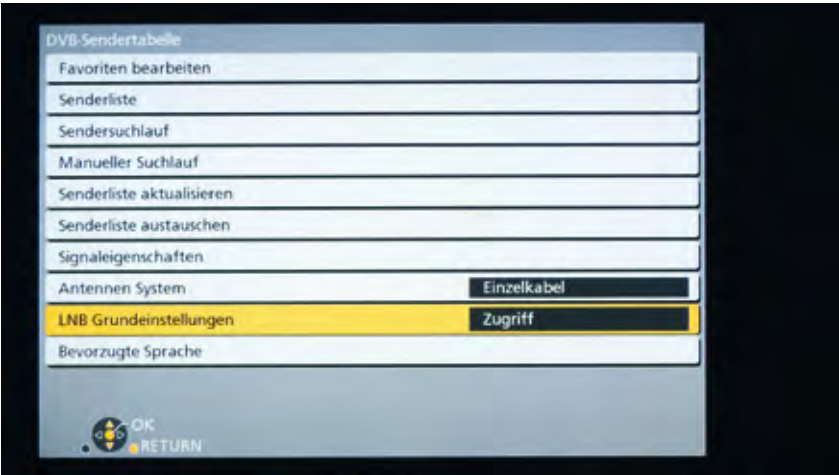 DVB-Sendertabelle
Favoriten bearbeiten
Senderliste
Sendersuchlauf
Manueller Suchlauf
Senderliste aktualisieren
Senderliste austauschen
Signaleigenschaften
Antennen System Einzelkabel
LNB Grundeinstellungen Zugriff
Bevorzugte Sprache
OK
RETURN